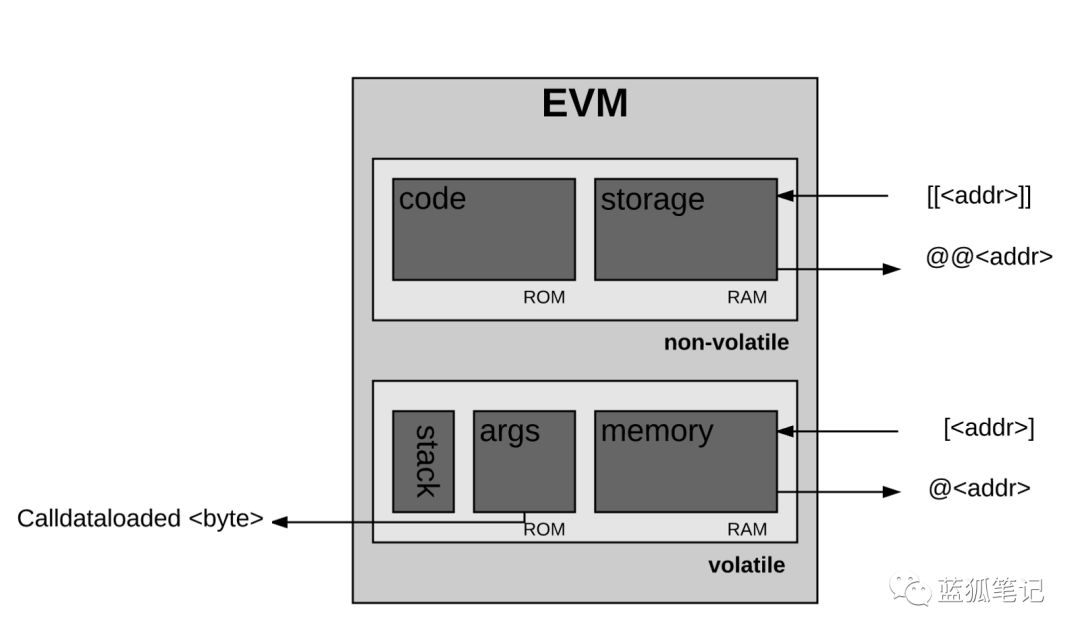 EVM
code
storage
[[<addr>]]
@@<addr>
ROM
RAM
non-volatile
stack
args
memory
[<addr>]
@<addr>
Calldataloaded <byte>
ROM
RAM
volatile
蓝狐笔记